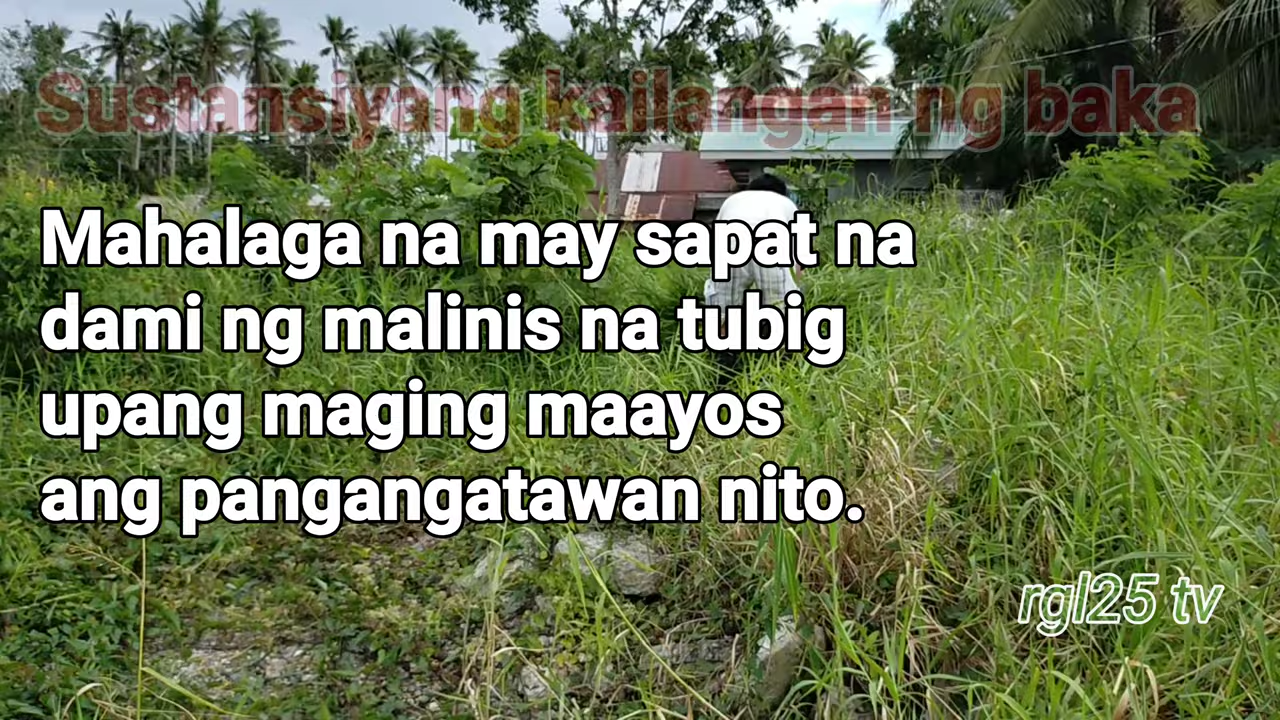 Sustansiyang kailangan ng baka
Mahalaga na may sapat na
dami ng malinis na tubig
upang maging maayos
ang pangangatawan nito.
rgl25 tv